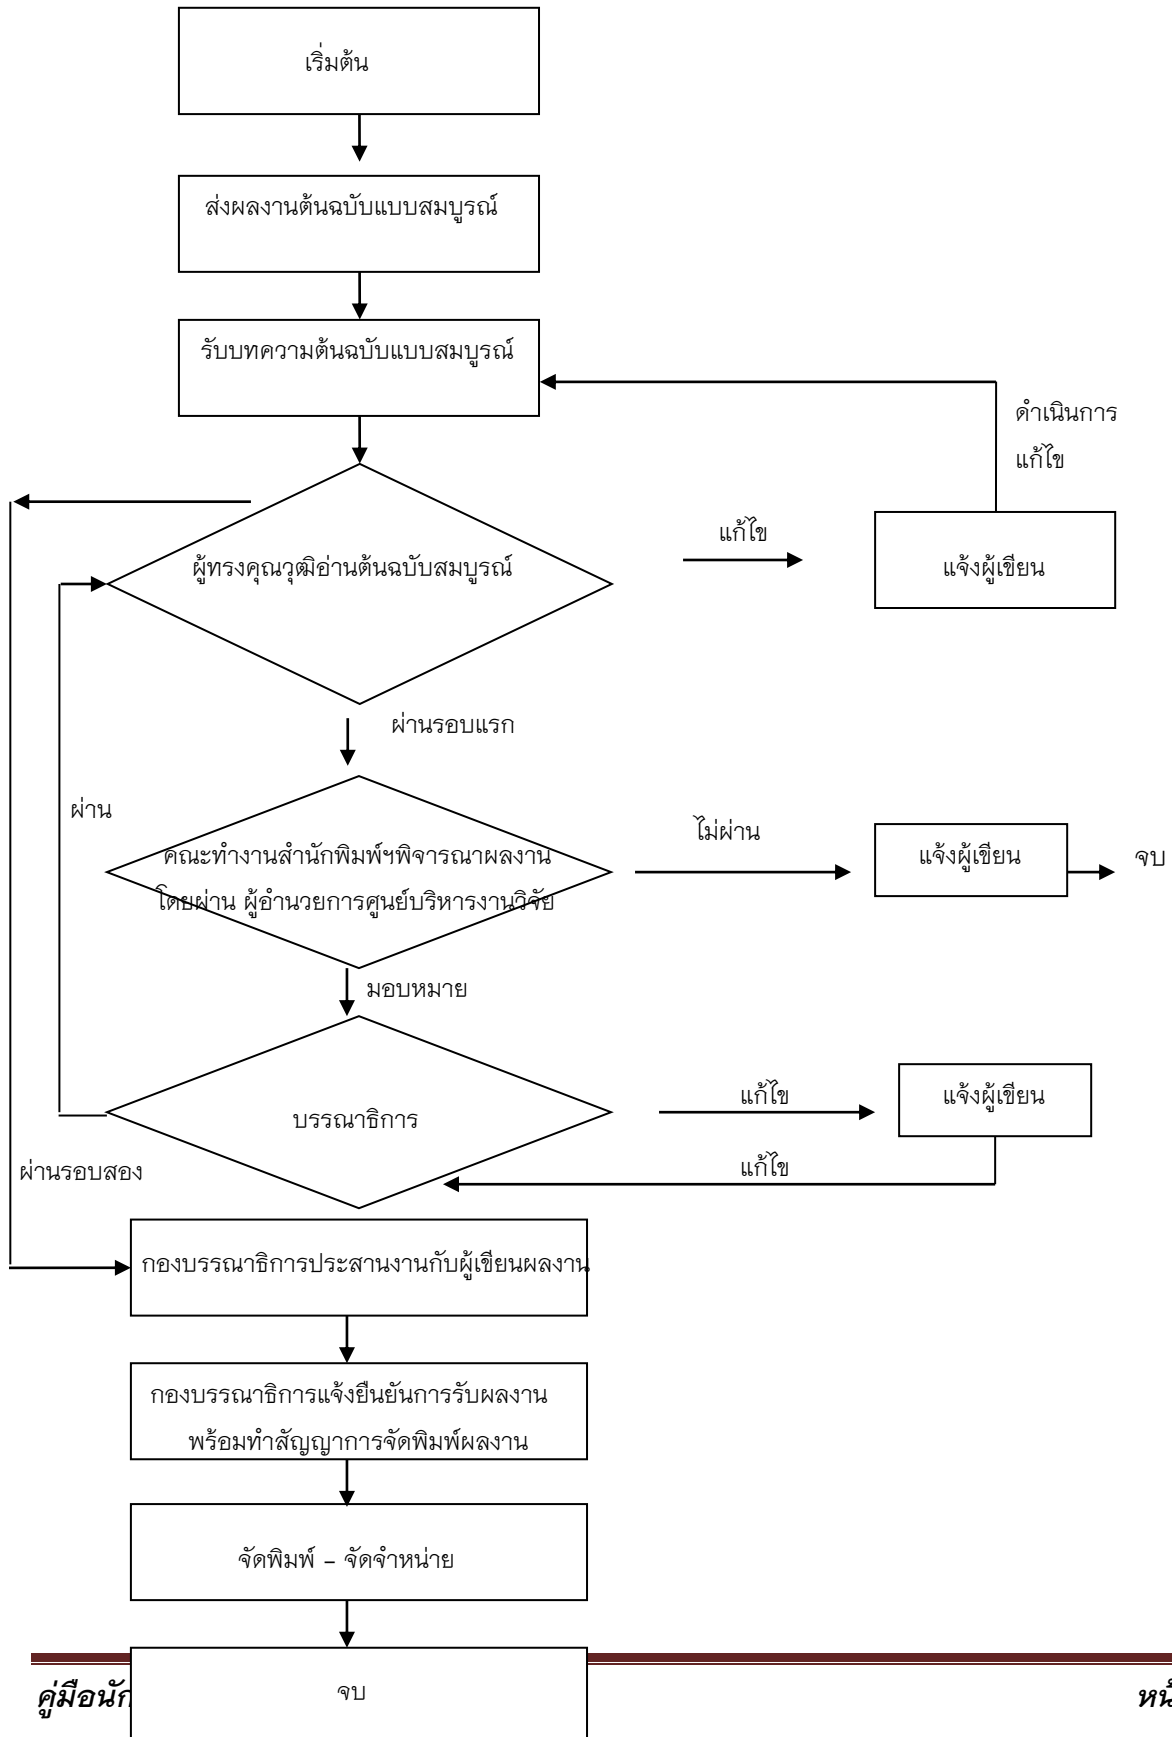 เริ่มต้น
ส่งผลงานต้นฉบับแบบสมบูรณ์
รับบทความต้นฉบับแบบสมบูรณ์
ดำเนินการ
แก้ไข
แก้ไข
ผู้ทรงคุณวุฒิอ่านต้นฉบับสมบูรณ์
แจ้งผู้เขียน
ผ่านรอบแรก
ผ่าน
ไม่ผ่าน
คณะทำงานสำนักพิมพ์ฯพิจารณาผลงาน
โดยผ่าน ผู้อำนวยการศูนย์บริหารงานวิจัย
แจ้งผู้เขียน
จบ
มอบหมาย
บรรณาธิการ
แก้ไข
แจ้งผู้เขียน
แก้ไข
ผ่านรอบสอง
กองบรรณาธิการประสานงานกับผู้เขียนผลงาน
กองบรรณาธิการแจ้งยืนยันการรับผลงาน
พร้อมทำสัญญาการจัดพิมพ์ผลงาน
จัดพิมพ์ – จัดจำหน่าย
จบ
คู่มือนัก